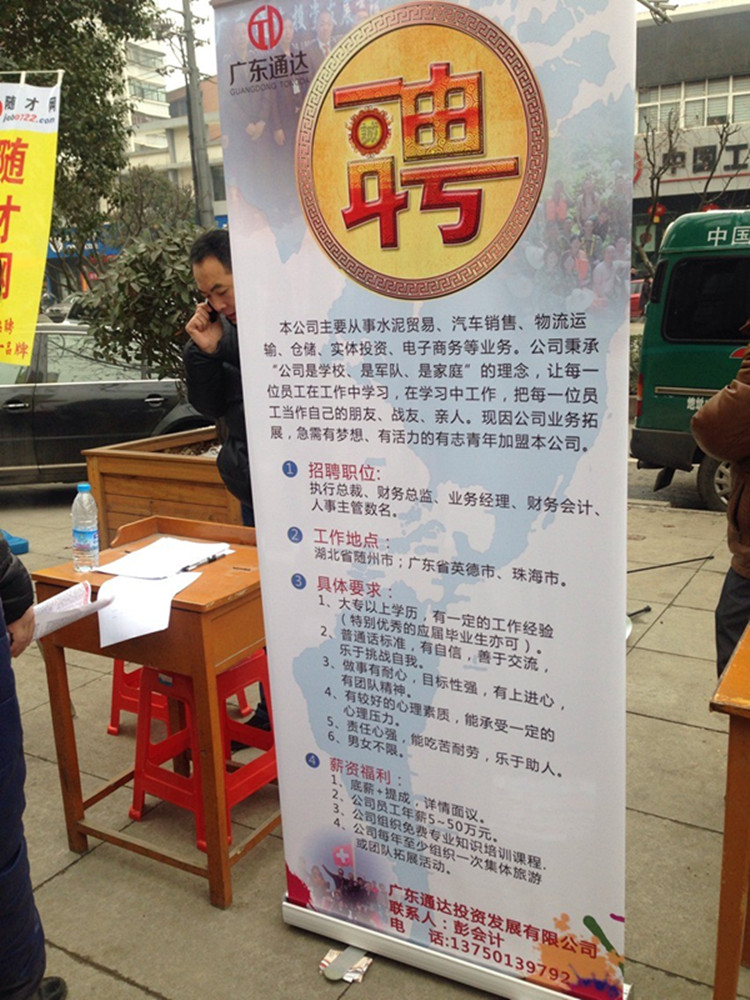 广东通达
GUANGDONG TONGDA
聘
本公司主要从事水泥贸易、汽车销售、物流运
输、仓储、实体投资、电子商务等业务。公司秉承
“公司是学校、是军队、是家庭”的理念，让每一
位员工在工作中学习，在学习中工作，把每一位员
工当作自己的朋友、战友、亲人。现因公司业务拓
展，急需有梦想、有活力的有志青年加盟本公司。
1 招聘职位:
执行总裁、财务总监、业务经理、财务会计、
人事主管数名。
2 工作地点：
湖北省随州市；广东省英德市、珠海市。
3 具体要求：
1、大专以上学历，有一定的工作经验
（特别优秀的应届毕业生亦可）。
2、普通话标准，有自信，善于交流，
乐于挑战自我。
3、做事有耐心，目标性强，有上进心，
有团队精神。
4、有较好的心理素质，能承受一定的
心理压力。
5、责任心强，能吃苦耐劳，乐于助人。
6、男女不限。
4 薪资福利：
1、底薪+提成，详情面议。
2、公司员工年薪5~50万元。
3、公司组织免费专业知识培训课程.
4、公司每年至少组织一次集体旅游
或团队拓展活动。
广东通达投资发展有限公司
联系人：彭会计
电 话:13750139792
随才网
job0722.com
随才网
品牌
中国工
中国